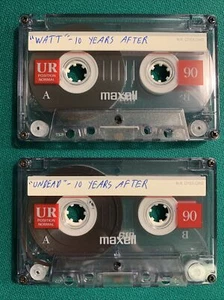 "WATT" - 10 YEARS AFTER
UR
POSITION
NORMAL
maxell
90
A
"UNDEAD" - 10 YEARS AFTER
UR
POSITION
NORMAL
maxell
90
A
B